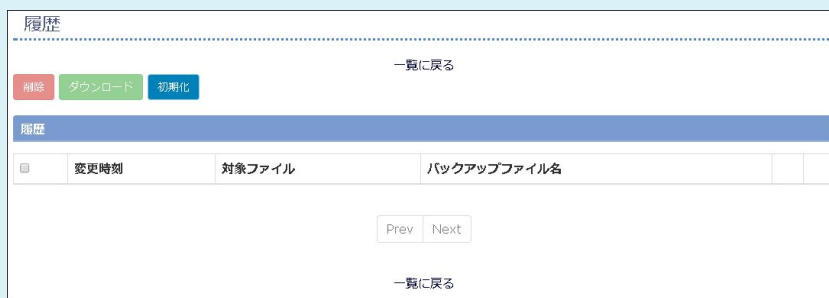 履歴
一覧に戻る
削除 ダウンロード 初期化
履歴
変更時刻 対象ファイル バックアップファイル名
Prev Next
一覧に戻る